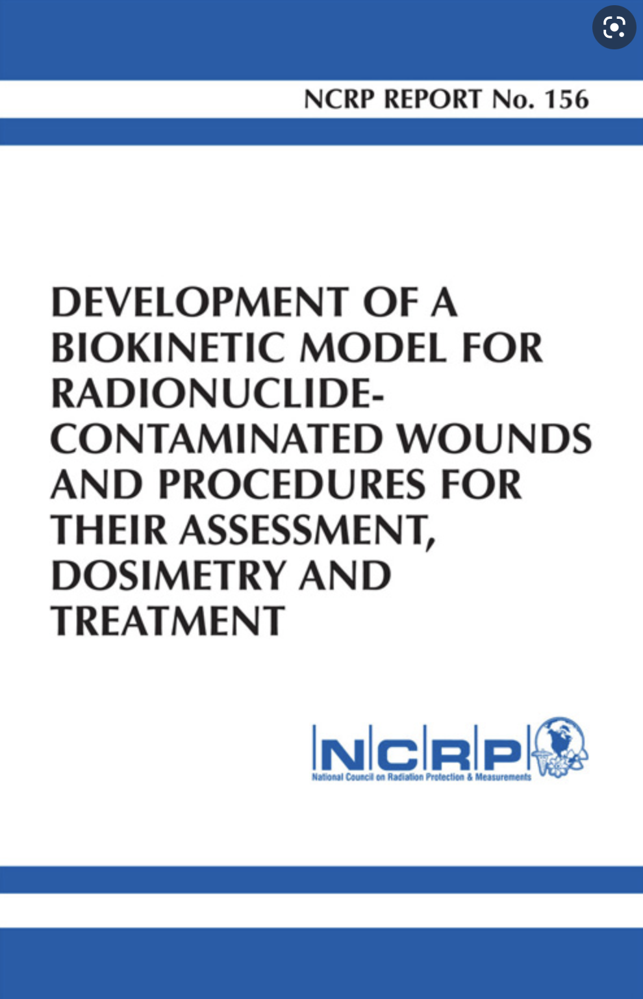 NCRP REPORT No. 156
DEVELOPMENT OF A
BIOKINETIC MODEL FOR
RADIONUCLIDE-
CONTAMINATED WOUNDS
AND PROCEDURES FOR
THEIR ASSESSMENT,
DOSIMETRY AND
TREATMENT
NCRP
National Council on Radiation Protection & Measurements